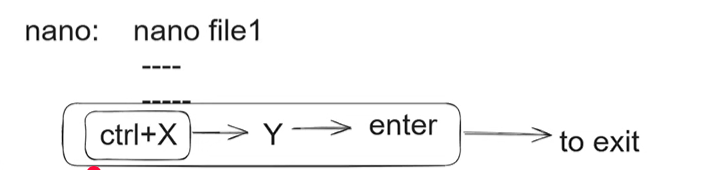 nano: nano file1
----
-----
ctrl+X Y enter to exit